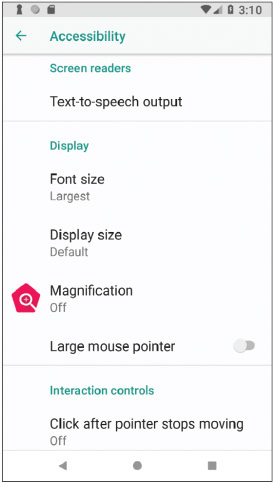 3:10
Accessibility
Screen readers
Text-to-speech output
Display
Font size
Largest
Display size
Default
Magnification
Off
Large mouse pointer
Interaction controls
Click after pointer stops moving
Off